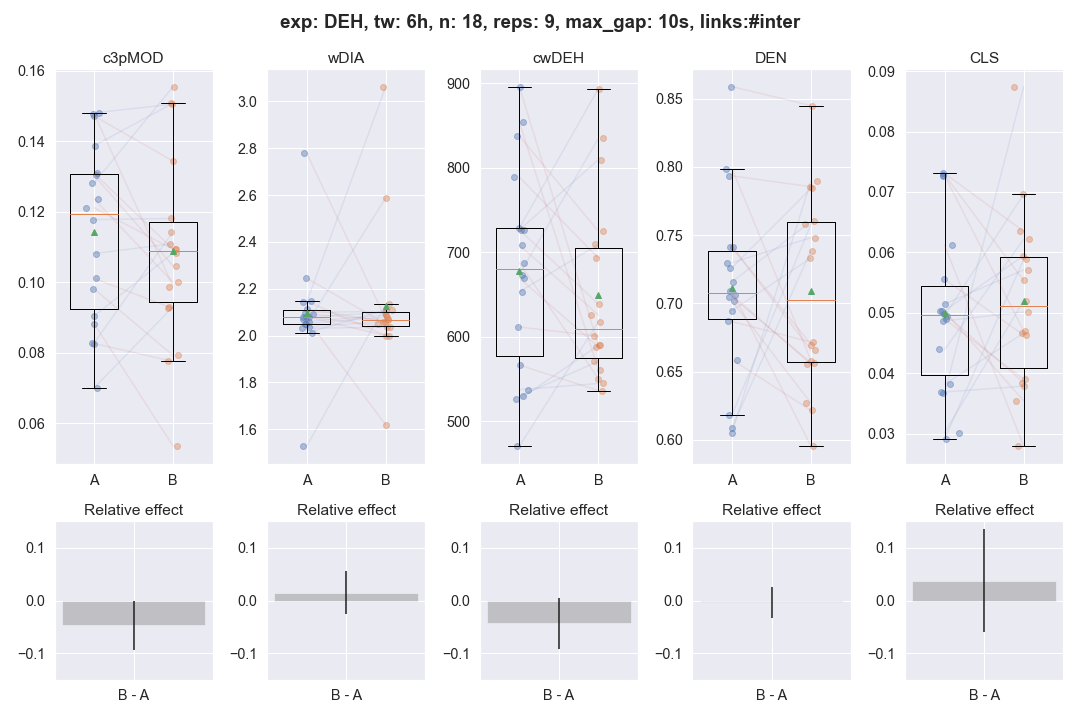 exp: DEH, tw: 6h, n: 18, reps: 9, max_gap: 10s, links:#inter
c3pMOD
0.16
0.14
0.12
0.10
0.08
0.06
A B
wDIA
3.0
2.8
2.6
2.4
2.2
2.0
1.8
1.6
A B
cwDEH
900
800
700
600
500
A B
DEN
0.85
0.80
0.75
0.70
0.65
0.60
A B
CLS
0.09
0.08
0.07
0.06
0.05
0.04
0.03
A B
Relative effect
0.1
0.0
−0.1
B - A
Relative effect
0.1
0.0
−0.1
B - A
Relative effect
0.1
0.0
−0.1
B - A
Relative effect
0.1
0.0
−0.1
B - A
Relative effect
0.1
0.0
−0.1
B - A